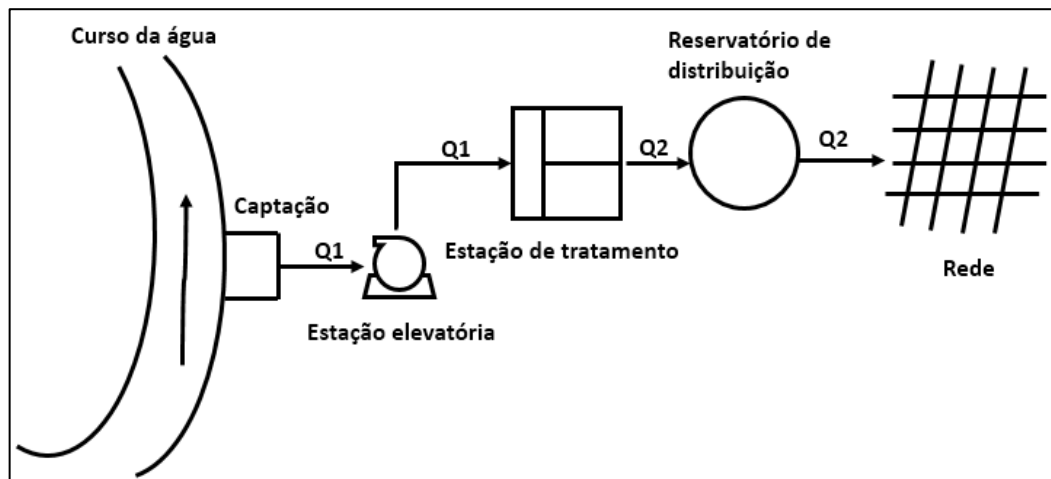 Curso da água
Captação
Q1
Estação elevatória
Q1
Estação de tratamento
Q2
Reservatório de
distribuição
Q2
Rede